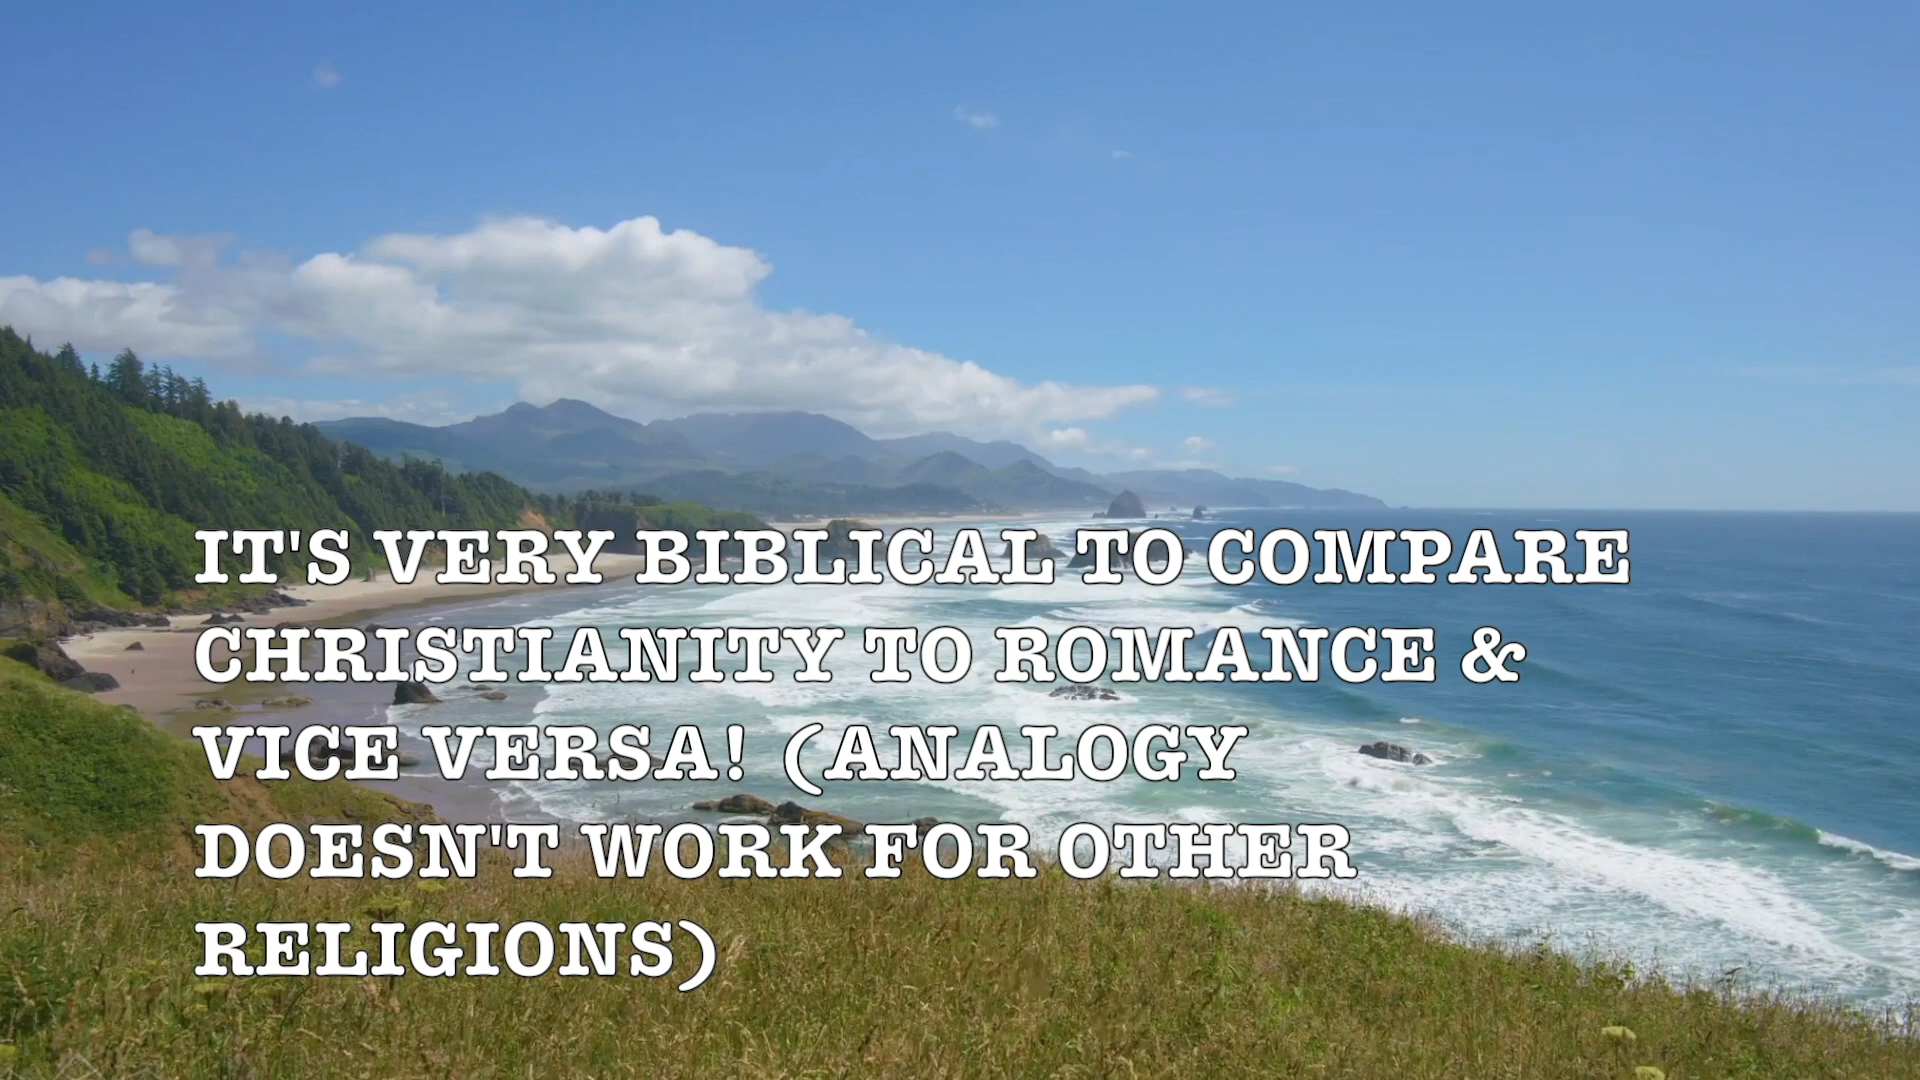 IT'S VERY BIBLICAL TO COMPARE
CHRISTIANITY TO ROMANCE &
VICE VERSA! (ANALOGY
DOESN'T WORK FOR OTHER
RELIGIONS)